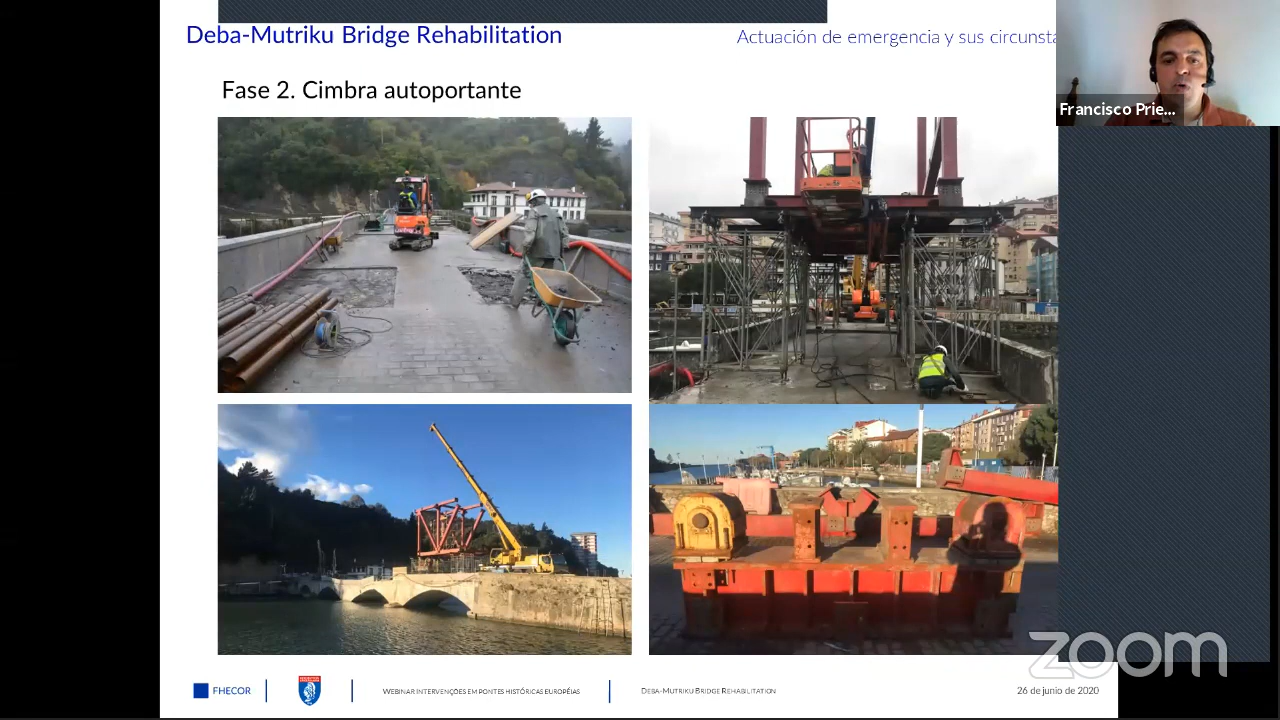 Deba-Mutriku Bridge Rehabilitation
Actuación de emergencia y sus circunsta
Fase 2. Cimbra autoportante
Francisco Prie...
zoom
FHECOR
WEBINAR INTERVENÇÕES EM PONTES HISTÓRICAS EUROPÉIAS
DEBA-MUTRIKU BRIDGE REHABILITATION
26 de junio de 2020